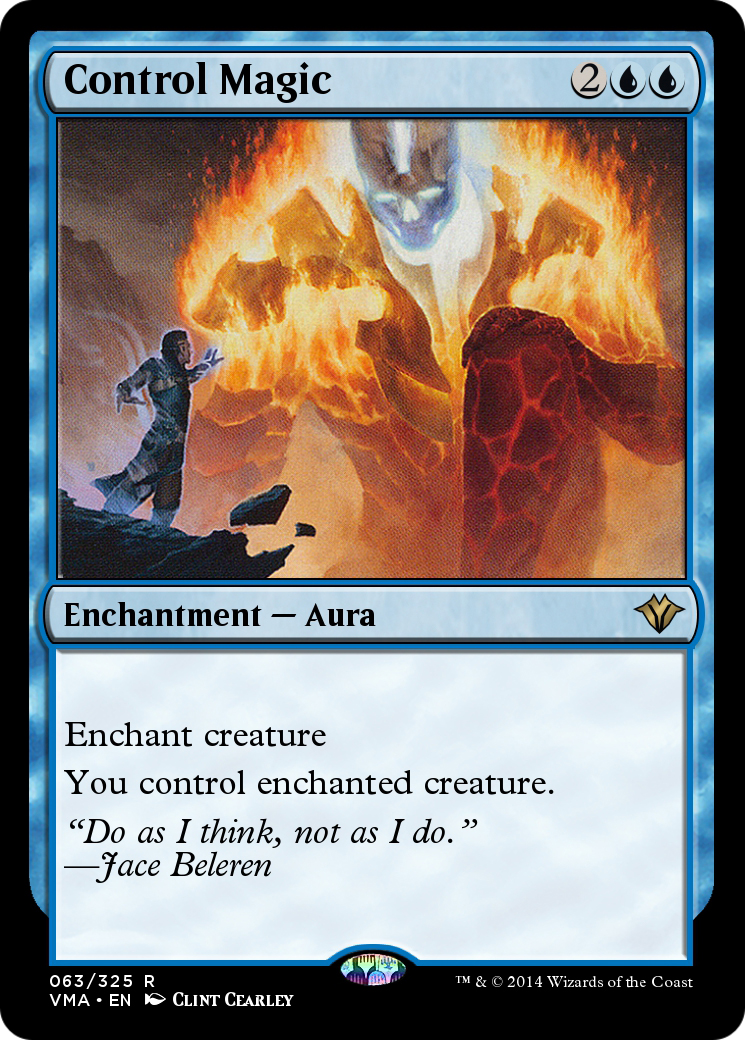 Control Magic 2
Enchantment — Aura
Enchant creature
You control enchanted creature.
“Do as I think, not as I do.”
—Jace Beleren
063/325 R
VMA • EN Clint Cearley
™ & © 2014 Wizards of the Coast